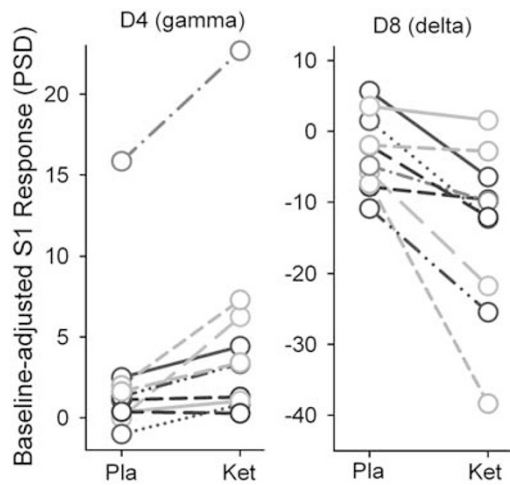 D4 (gamma)
D8 (delta)
Baseline-adjusted S1 Response (PSD)
20
15
10
5
0
10
0
-10
-20
-30
-40
Pla
Ket
Pla
Ket